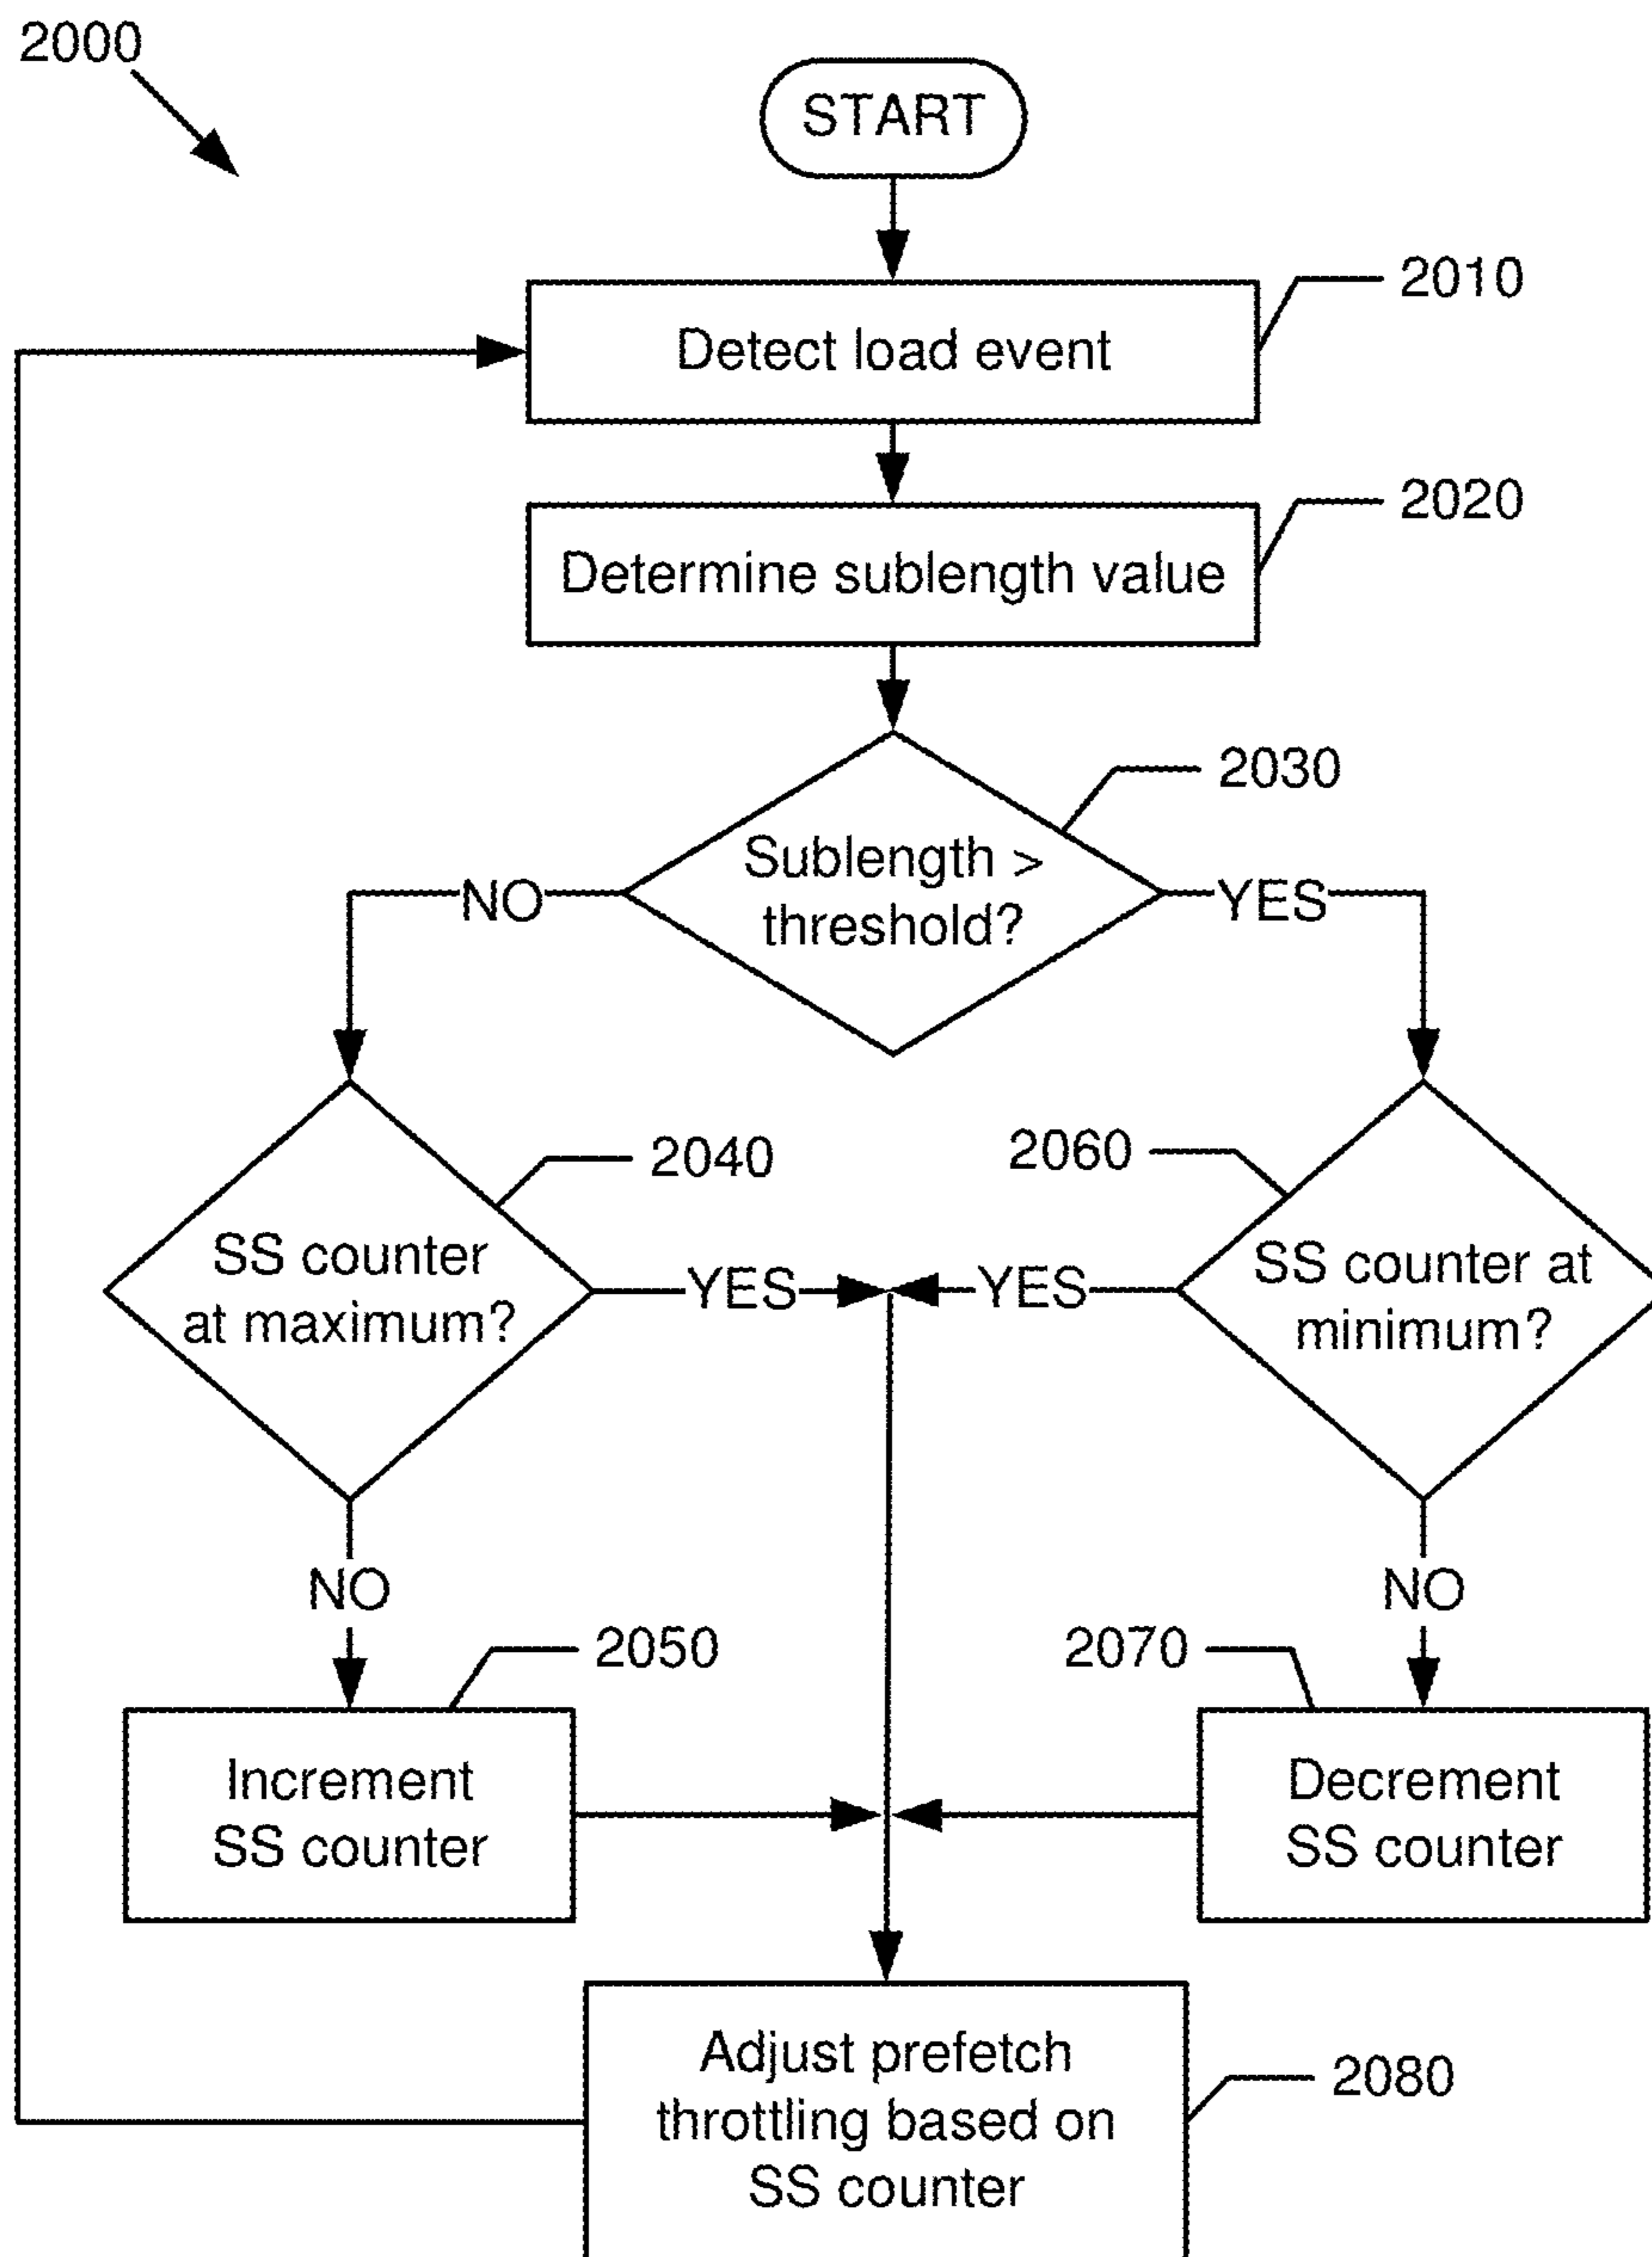 2000
START
2010
Detect load event
2020
Determine sublength value
2030
Sublength >
threshold?
NO
YES
2040
2060
SS counter
at maximum?
YES
YES
SS counter at
minimum?
NO
NO
2050
2070
Increment
SS counter
Decrement
SS counter
Adjust prefetch
throttling based on
SS counter
2080